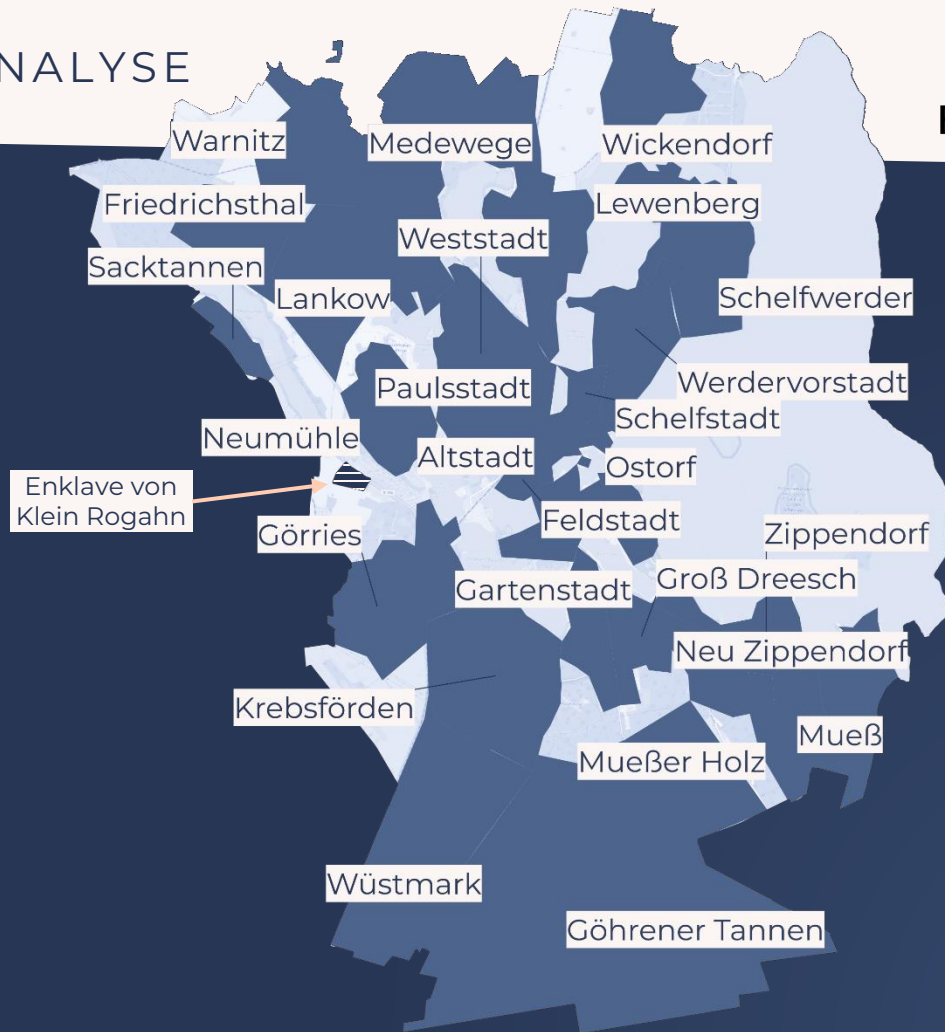 NALYSE
Warnitz
Medewege
Wickendorf
Friedrichsthal
Lewenberg
Weststadt
Sacktannen
Lankow
Schelfwerder
Paulsstadt
Werdervorstadt
Schelfstadt
Neumühle
Altstadt
Ostorf
Enklave von
Klein Rogahn
Feldstadt
Görries
Zippendorf
Gartenstadt
Groß Dreesch
Neu Zippendorf
Krebsförden
Mueß
Mueßer Holz
Wüstmark
Göhrener Tannen